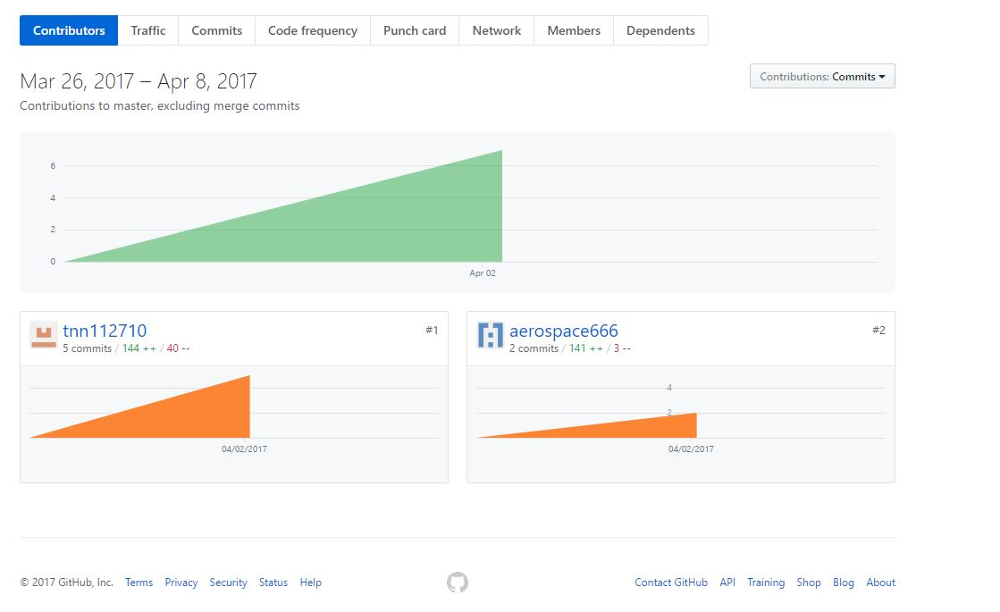 Contributors Traffic Commits Code frequency Punch card Network Members Dependents
Mar 26, 2017 – Apr 8, 2017
Contributions: Commits
Contributions to master, excluding merge commits
6
4
2
0
Apr 02
tnn112710 #1
5 commits / 144 ++ / 40 --
04/02/2017
aerospace666 #2
2 commits / 141 ++ / 3 --
4
2
04/02/2017
© 2017 GitHub, Inc. Terms Privacy Security Status Help
Contact GitHub API Training Shop Blog About